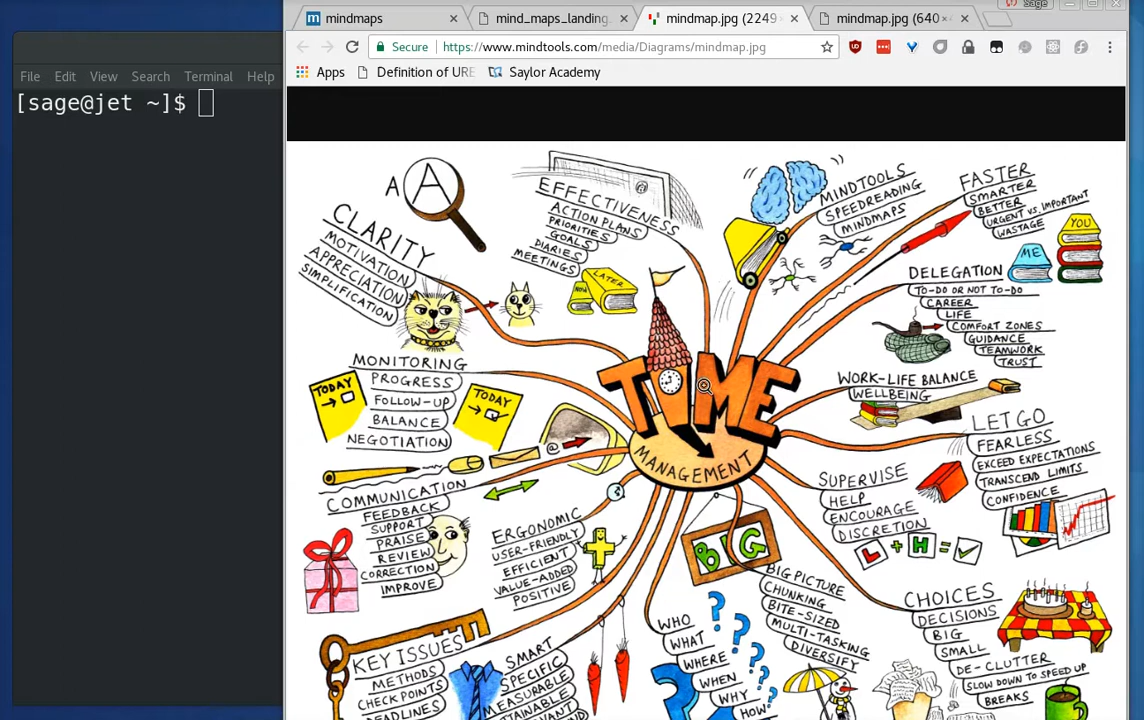 mindmaps
mind_maps_landing
mindmap.jpg (2249×
mindmap.jpg (640×
Sage
Secure
https://www.mindtools.com/media/Diagrams/mindmap.jpg
Apps
Definition of URE
Saylor Academy
File Edit View Search Terminal Help
[sage@jet ~]$
A A
CLARITY
MOTIVATION
APPRECIATION
SIMPLIFICATION
@
EFFECTIVENESS
ACTION PLANS
PRIORITIES
GOALS
DIARIES
MEETINGS
NOW
LATER
MINDTOOLS
SPEEDREADING
MINDMAPS
FASTER
SMARTER
BETTER
URGENT VS. IMPORTANT
WASTAGE
YOU
ME
DELEGATION
TO-DO OR NOT TO-DO
CAREER
LIFE
COMFORT ZONES
GUIDANCE
TEAMWORK
TRUST
MONITORING
PROGRESS
FOLLOW-UP
BALANCE
NEGOTIATION
TODAY
TODAY
TIME
MANAGEMENT
WORK-LIFE BALANCE
WELLBEING
LET GO
FEARLESS
EXCEED EXPECTATIONS
TRANSCEND LIMITS
CONFIDENCE
@
COMMUNICATION
FEEDBACK
SUPPORT
PRAISE
REVIEW
CORRECTION
IMPROVE
ERGONOMIC
USER-FRIENDLY
EFFICIENT
VALUE-ADDED
POSITIVE
BIG
SUPERVISE
HELP
ENCOURAGE
DISCRETION
L + H =
BIG PICTURE
CHUNKING
BITE-SIZED
MULTI-TASKING
DIVERSIFY
CHOICES
DECISIONS
BIG
SMALL
DE-CLUTTER
SLOW DOWN TO SPEED UP
BREAKS
KEY ISSUES
METHODS
CHECKPOINTS
DEADLINES
SMART
SPECIFIC
MEASURABLE
WHO
WHAT
WHERE
WHEN
WHY
HOW